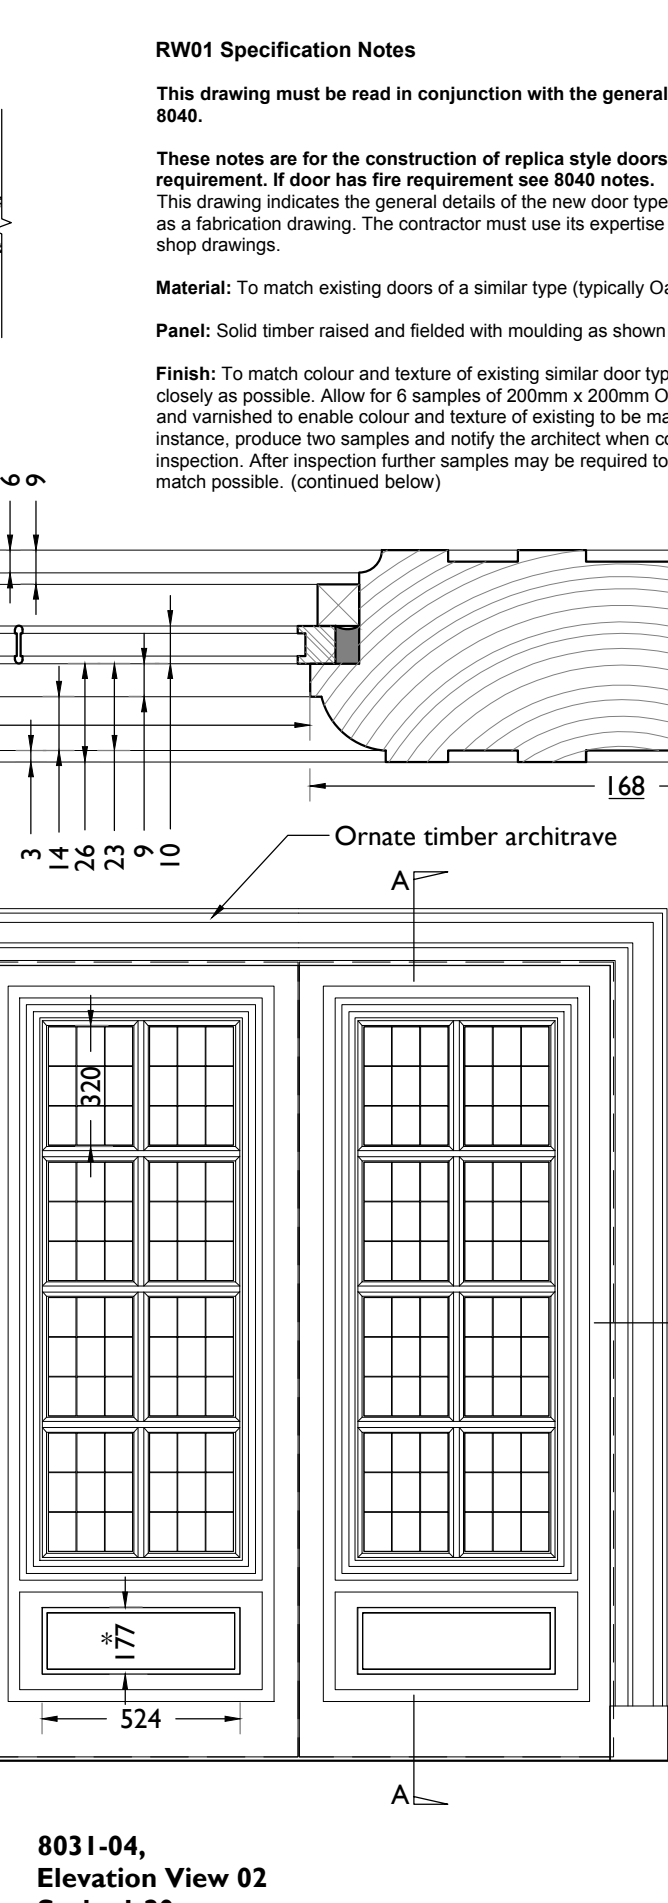 RW01 Specification Notes
This drawing must be read in conjunction with the general
8040.
These notes are for the construction of replica style doors
requirement. If door has fire requirement see 8040 notes.
This drawing indicates the general details of the new door type
as a fabrication drawing. The contractor must use its expertise
shop drawings.
Material: To match existing doors of a similar type (typically Oa
Panel: Solid timber raised and fielded with moulding as shown
Finish: To match colour and texture of existing similar door typ
closely as possible. Allow for 6 samples of 200mm x 200mm O
and varnished to enable colour and texture of existing to be ma
instance, produce two samples and notify the architect when co
inspection. After inspection further samples may be required to
match possible. (continued below)
6
9
168
3
14
26
23
9
10
Ornate timber architrave
A
320
*177
524
A
8031-04,
Elevation View 02